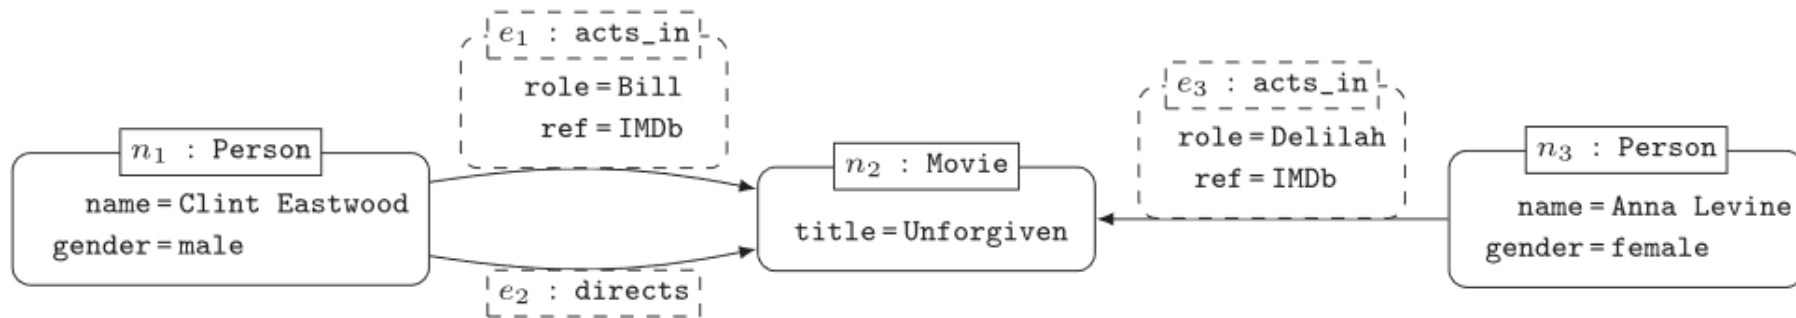 n₁ : Person
name = Clint Eastwood
gender = male
e₁ : acts_in
role = Bill
ref = IMDb
e₂ : directs
n₂ : Movie
title = Unforgiven
e₃ : acts_in
role = Delilah
ref = IMDb
n₃ : Person
name = Anna Levine
gender = female